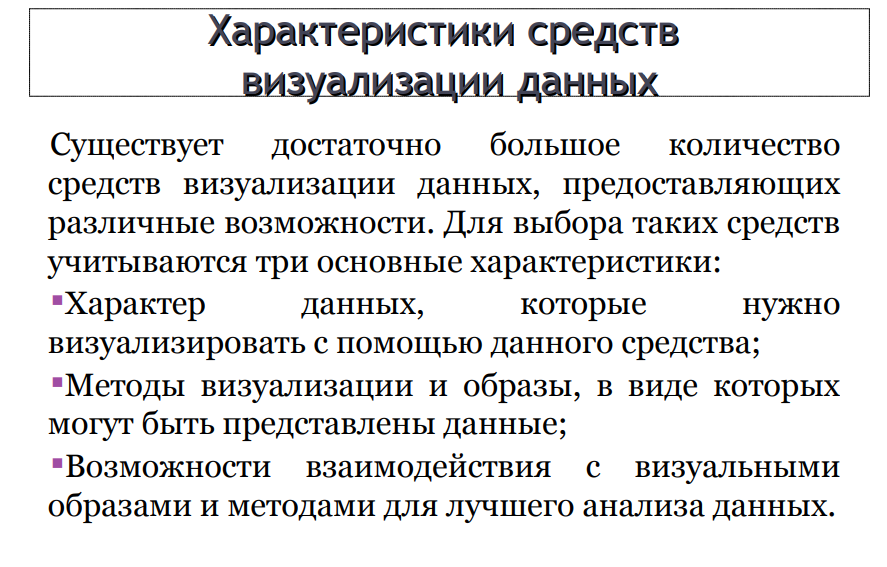 Характеристики средств
визуализации данных
Существует достаточно большое количество
средств визуализации данных, предоставляющих
различные возможности. Для выбора таких средств
учитываются три основные характеристики:
▪Характер данных, которые нужно
визуализировать с помощью данного средства;
▪Методы визуализации и образы, в виде которых
могут быть представлены данные;
▪Возможности взаимодействия с визуальными
образами и методами для лучшего анализа данных.